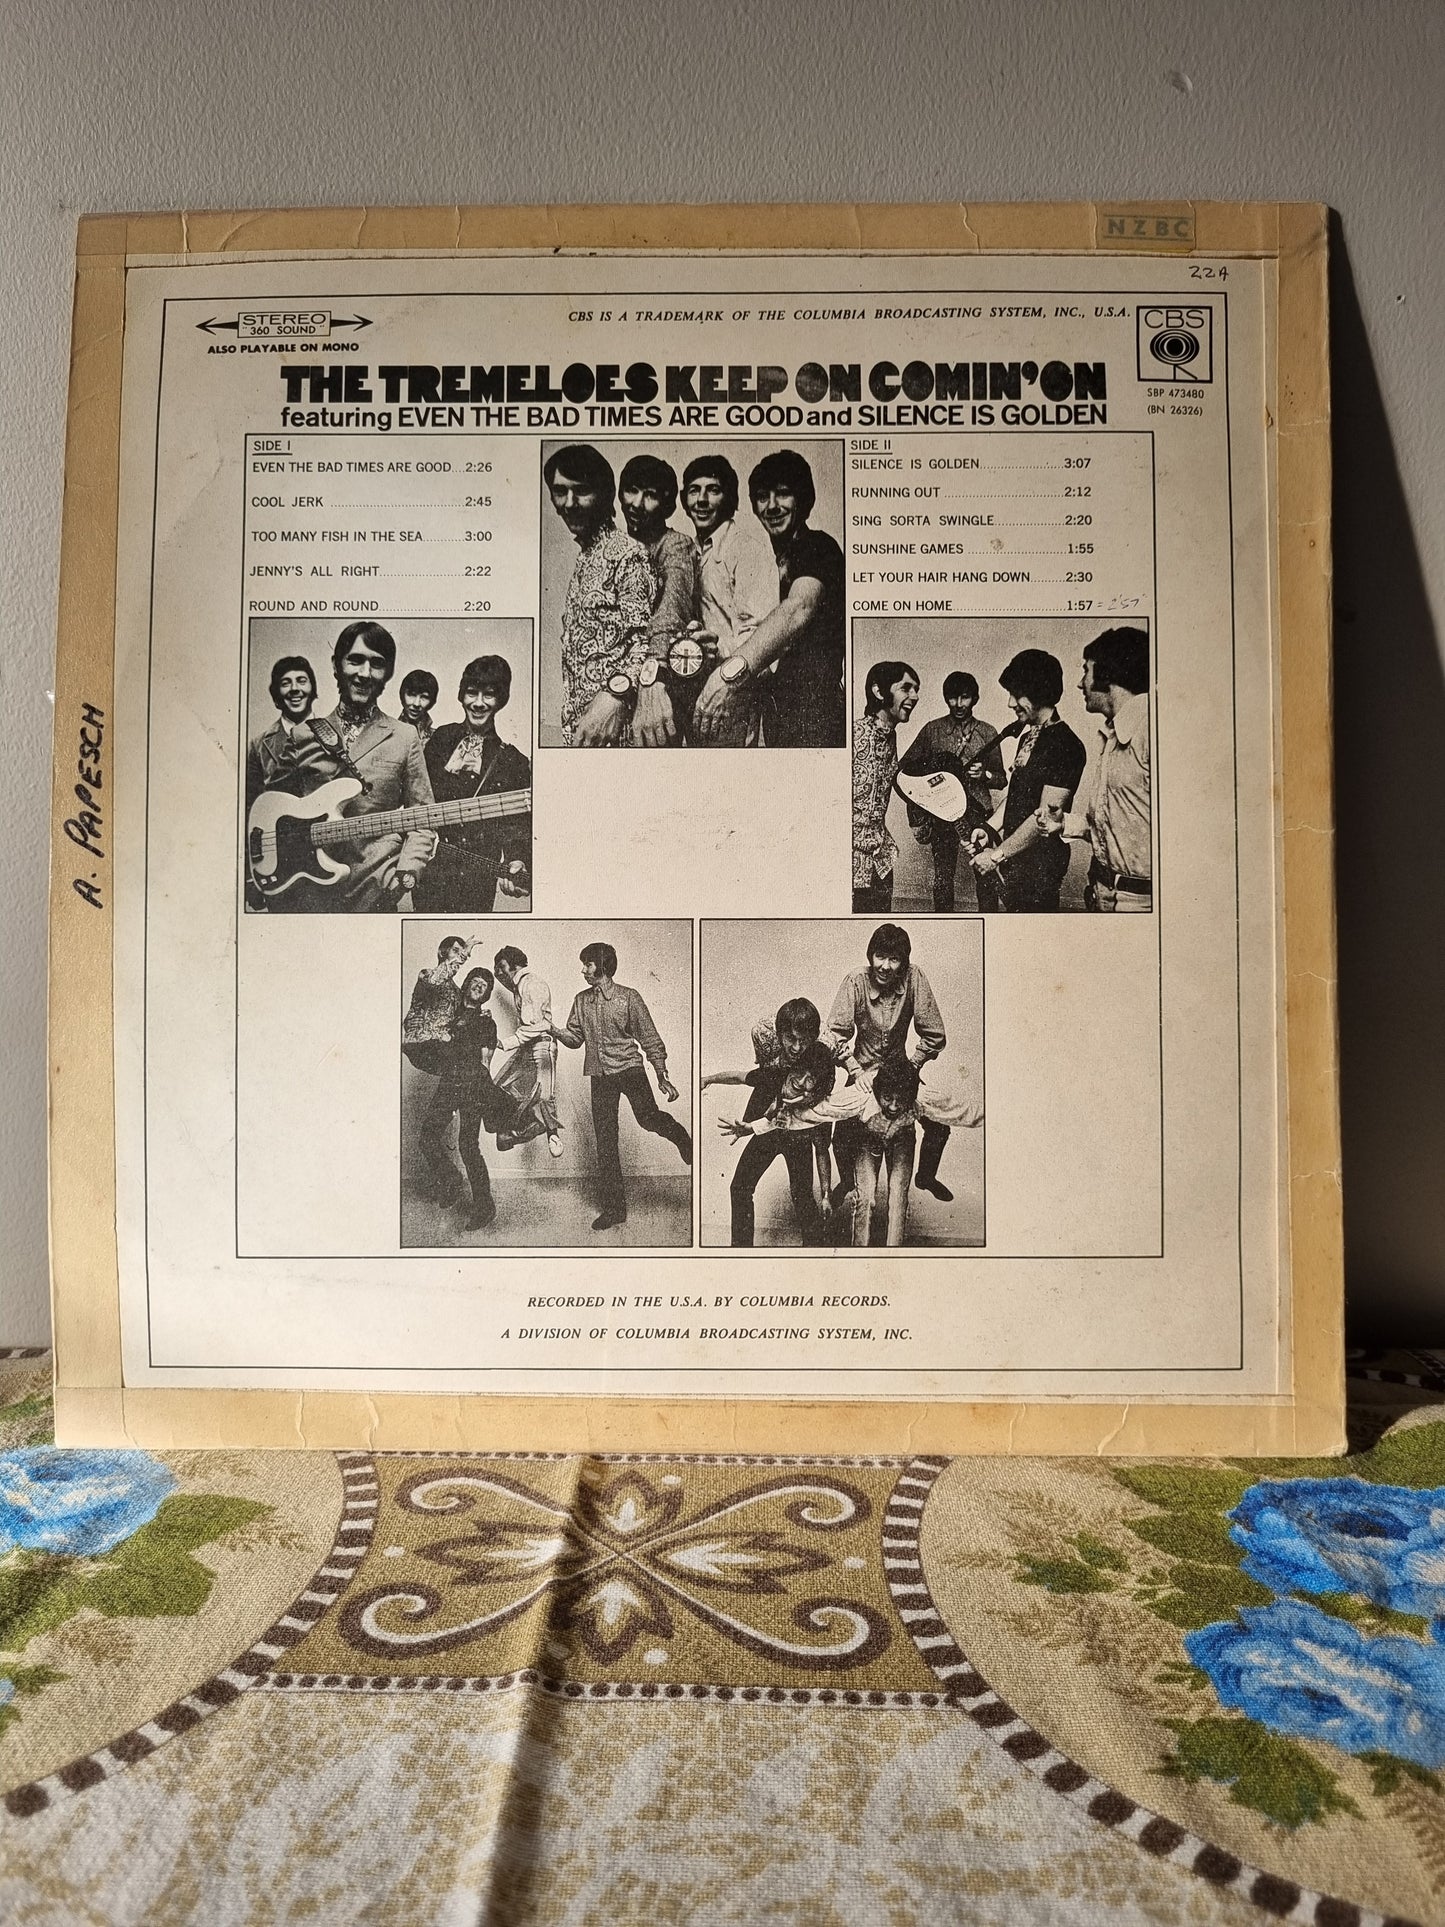 NZBC
22A
STEREO
"360 SOUND"
ALSO PLAYABLE ON MONO
CBS IS A TRADEMARK OF THE COLUMBIA BROADCASTING SYSTEM, INC., U.S.A.
CBS
SBP 473480
(BN 26326)
THE TREMELOES KEEP ON COMIN' ON
featuring EVEN THE BAD TIMES ARE GOOD and SILENCE IS GOLDEN
SIDE I
EVEN THE BAD TIMES ARE GOOD...2:26
COOL JERK ...2:45
TOO MANY FISH IN THE SEA...3:00
JENNY'S ALL RIGHT...2:22
ROUND AND ROUND...2:20
SIDE II
SILENCE IS GOLDEN...3:07
RUNNING OUT ...2:12
SING SORTA SWINGLE...2:20
SUNSHINE GAMES ...1:55
LET YOUR HAIR HANG DOWN...2:30
COME ON HOME...1:57 = 2'57"
A. PAPESCH
RECORDED IN THE U.S.A. BY COLUMBIA RECORDS.
A DIVISION OF COLUMBIA BROADCASTING SYSTEM, INC.